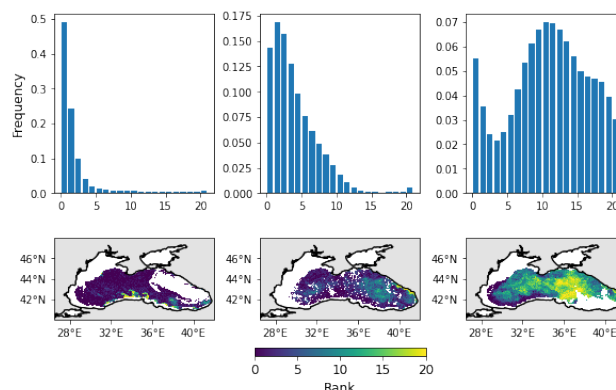 0.5
0.4
0.3
0.2
0.1
0.0
0 5 10 15 20
Frequency
0.175
0.150
0.125
0.100
0.075
0.050
0.025
0.000
0 5 10 15 20
0.07
0.06
0.05
0.04
0.03
0.02
0.01
0.00
0 5 10 15 20
46°N
44°N
42°N
28°E 32°E 36°E 40°E
46°N
44°N
42°N
28°E 32°E 36°E 40°E
46°N
44°N
42°N
28°E 32°E 36°E 40°E
0 5 10 15 20
Rank